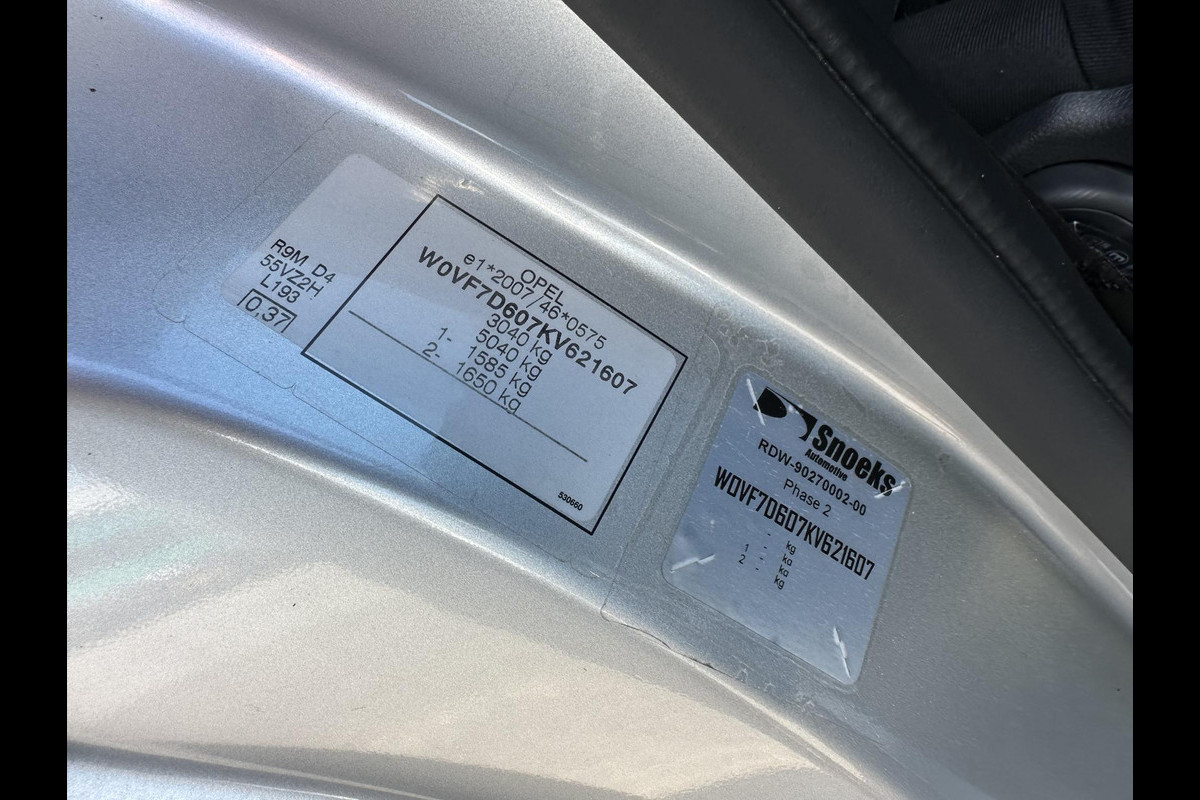 R9M D4
55VZ2H
L193
0,37
OPEL
e1*2007/46*0575
W0VF7D607KV621607
3040 kg
5040 kg
1- 1585 kg
2- 1650 kg
530660
Snoeks
Automotive
RDW-90270002-00
Phase 2
W0VF7D607KV621607
- kg
1 - kg
2 - kg
kg